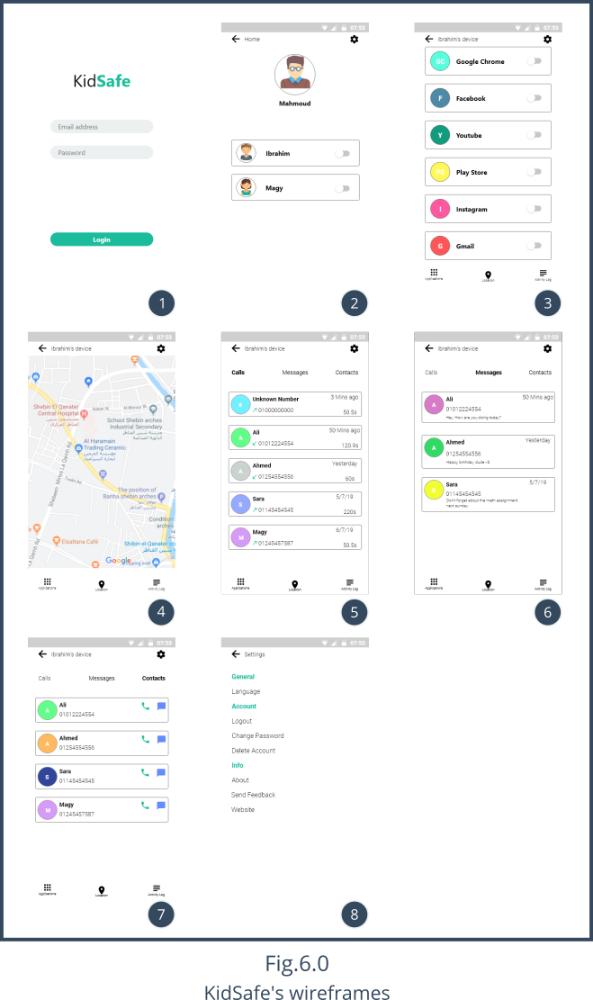 KidSafe
Email address
Password
Login
1
07:53
Home
Mahmoud
Ibrahim
Magy
2
07:53
Ibrahim's device
GC Google Chrome
F Facebook
Y Youtube
PS Play Store
I Instagram
G Gmail
Applications Location Activity Log
3
07:53
Ibrahim's device
Shebin El Qanater
Central Hospital
School Shebin arches
Industrial Secondary
Al Haramain
Trading Ceramic
The position of
Bariha shebin arches
Condition
arches
Elsaltana Café
Shibin el-Qanater
Google
Applications Location Activity Log
4
07:53
Ibrahim's device
Calls Messages Contacts
Unknown Number 3 Mins ago
01000000000 50.5s
A Ali 50 Mins ago
01012224554 120.9s
A Ahmed Yesterday
01254554556 60s
S Sara 5/7/19
01145454545 220s
M Magy 6/7/19
01245457587 50.5s
Applications Location Activity Log
5
07:53
Ibrahim's device
Calls Messages Contacts
A Ali 50 Mins ago
01012224554
Hey, How are you doing today?
A Ahmed Yesterday
01254554556
Happy birthday, dude <3
S Sara 5/7/19
01145454545
Don't forget about the math assignment
next sunday
Applications Location Activity Log
6
07:53
Ibrahim's device
Calls Messages Contacts
A Ali
01012224554
A Ahmed
01254554556
S Sara
01145454545
M Magy
01245457587
Applications Location Activity Log
7
07:53
Settings
General
Language
Account
Logout
Change Password
Delete Account
Info
About
Send Feedback
Website
8
Fig.6.0
KidSafe's wireframes